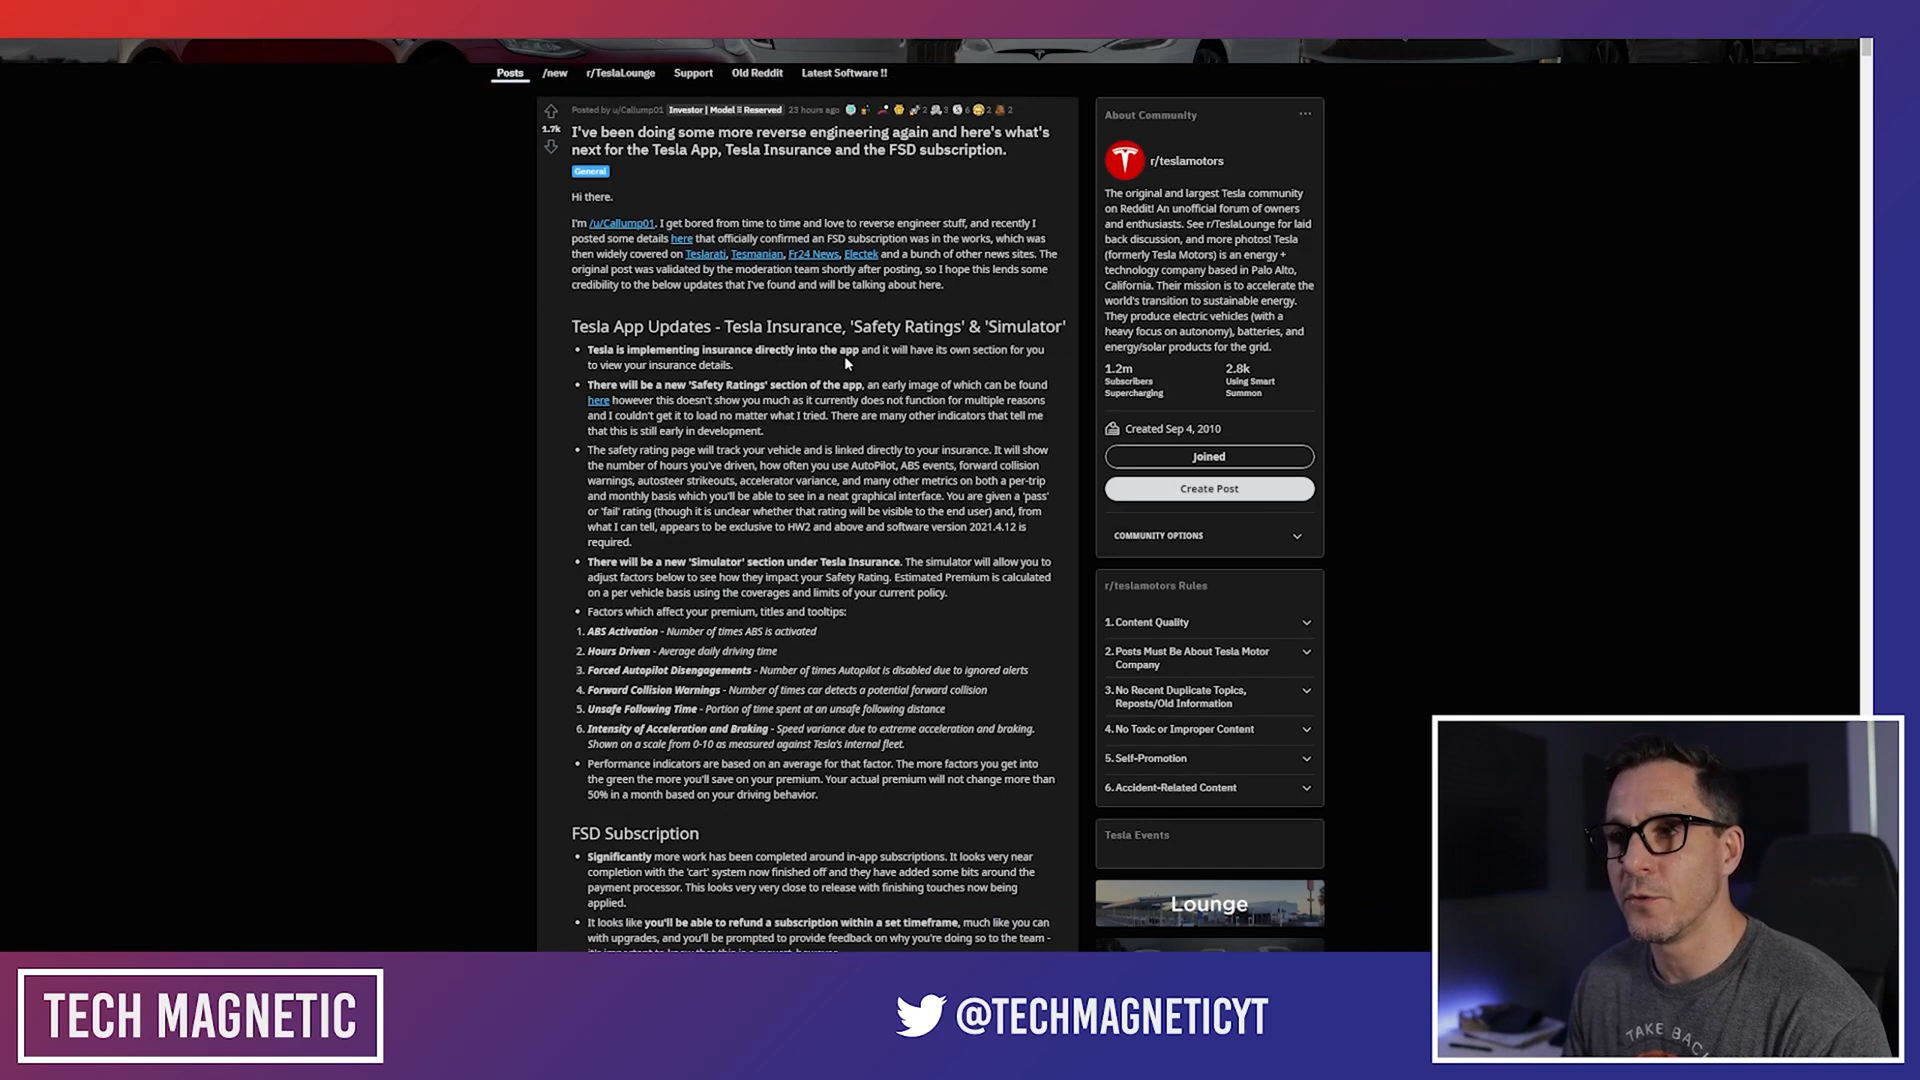 Posts /new r/TeslaLounge Support Old Reddit Latest Software !!
Posted by u/Callump01 Investor | Model 3 Reserved 23 hours ago 2 3 6 2 2
1.7k
I've been doing some more reverse engineering again and here's what's
next for the Tesla App, Tesla Insurance and the FSD subscription.
General
Hi there.
I'm /u/Callump01. I get bored from time to time and love to reverse engineer stuff, and recently I
posted some details here that officially confirmed an FSD subscription was in the works, which was
then widely covered on Teslarati, Tesmanian, Fr24 News, Electek and a bunch of other news sites. The
original post was validated by the moderation team shortly after posting, so I hope this lends some
credibility to the below updates that I've found and will be talking about here.
Tesla App Updates - Tesla Insurance, 'Safety Ratings' & 'Simulator'
• Tesla is implementing insurance directly into the app and it will have its own section for you
to view your insurance details.
• There will be a new 'Safety Ratings' section of the app, an early image of which can be found
here however this doesn't show you much as it currently does not function for multiple reasons
and I couldn't get it to load no matter what I tried. There are many other indicators that tell me
that this is still early in development.
• The safety rating page will track your vehicle and is linked directly to your insurance. It will show
the number of hours you've driven, how often you use AutoPilot, ABS events, forward collision
warnings, autosteer strikeouts, accelerator variance, and many other metrics on both a per-trip
and monthly basis which you'll be able to see in a neat graphical interface. You are given a 'pass'
or 'fail' rating (though it is unclear whether that rating will be visible to the end user) and, from
what I can tell, appears to be exclusive to HW2 and above and software version 2021.4.12 is
required.
• There will be a new 'Simulator' section under Tesla Insurance. The simulator will allow you to
adjust factors below to see how they impact your Safety Rating. Estimated Premium is calculated
on a per vehicle basis using the coverages and limits of your current policy.
• Factors which affect your premium, titles and tooltips:
1. ABS Activation - Number of times ABS is activated
2. Hours Driven - Average daily driving time
3. Forced Autopilot Disengagements - Number of times Autopilot is disabled due to ignored alerts
4. Forward Collision Warnings - Number of times car detects a potential forward collision
5. Unsafe Following Time - Portion of time spent at an unsafe following distance
6. Intensity of Acceleration and Braking - Speed variance due to extreme acceleration and braking.
Shown on a scale from 0-10 as measured against Tesla's internal fleet.
• Performance indicators are based on an average for that factor. The more factors you get into
the green the more you'll save on your premium. Your actual premium will not change more than
50% in a month based on your driving behavior.
FSD Subscription
• Significantly more work has been completed around in-app subscriptions. It looks very near
completion with the 'cart' system now finished off and they have added some bits around the
payment processor. This looks very very close to release with finishing touches now being
applied.
• It looks like you'll be able to refund a subscription within a set timeframe, much like you can
with upgrades, and you'll be prompted to provide feedback on why you're doing so to the team -
About Community
r/teslamotors
The original and largest Tesla community
on Reddit! An unofficial forum of owners
and enthusiasts. See r/TeslaLounge for laid
back discussion, and more photos! Tesla
(formerly Tesla Motors) is an energy +
technology company based in Palo Alto,
California. Their mission is to accelerate the
world's transition to sustainable energy.
They produce electric vehicles (with a
heavy focus on autonomy), batteries, and
energy/solar products for the grid.
1.2m 2.8k
Subscribers Using Smart
Supercharging Summon
Created Sep 4, 2010
Joined
Create Post
COMMUNITY OPTIONS
r/teslamotors Rules
1. Content Quality
2. Posts Must Be About Tesla Motor
Company
3. No Recent Duplicate Topics,
Reposts/Old Information
4. No Toxic or Improper Content
5. Self-Promotion
6. Accident-Related Content
Tesla Events
Lounge
TAKE BAC
TECH MAGNETIC
@TECHMAGNETICYT